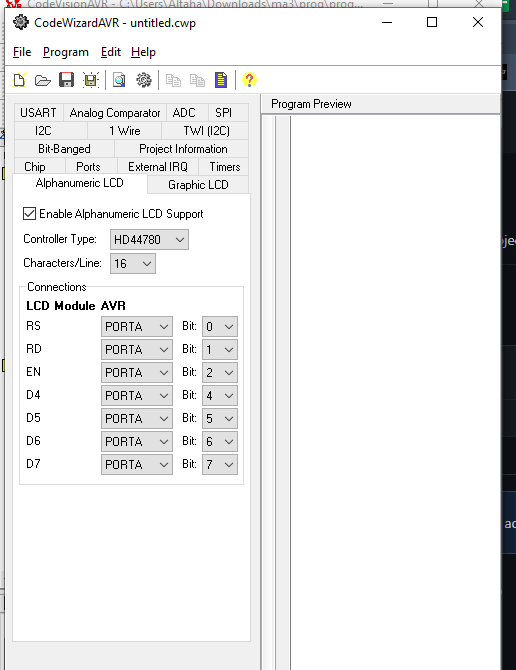 CodeVisionAVR - C:\Users\Altaha\Downloads\ma3\prog\prog...
CodeWizardAVR - untitled.cwp
File Program Edit Help
Program Preview
USART Analog Comparator ADC SPI
I2C 1 Wire TWI (I2C)
Bit-Banged Project Information
Chip Ports External IRQ Timers
Alphanumeric LCD Graphic LCD
Enable Alphanumeric LCD Support
Controller Type: HD44780
Characters/Line: 16
Connections
LCD Module AVR
RS PORTA Bit: 0
RD PORTA Bit: 1
EN PORTA Bit: 2
D4 PORTA Bit: 4
D5 PORTA Bit: 5
D6 PORTA Bit: 6
D7 PORTA Bit: 7